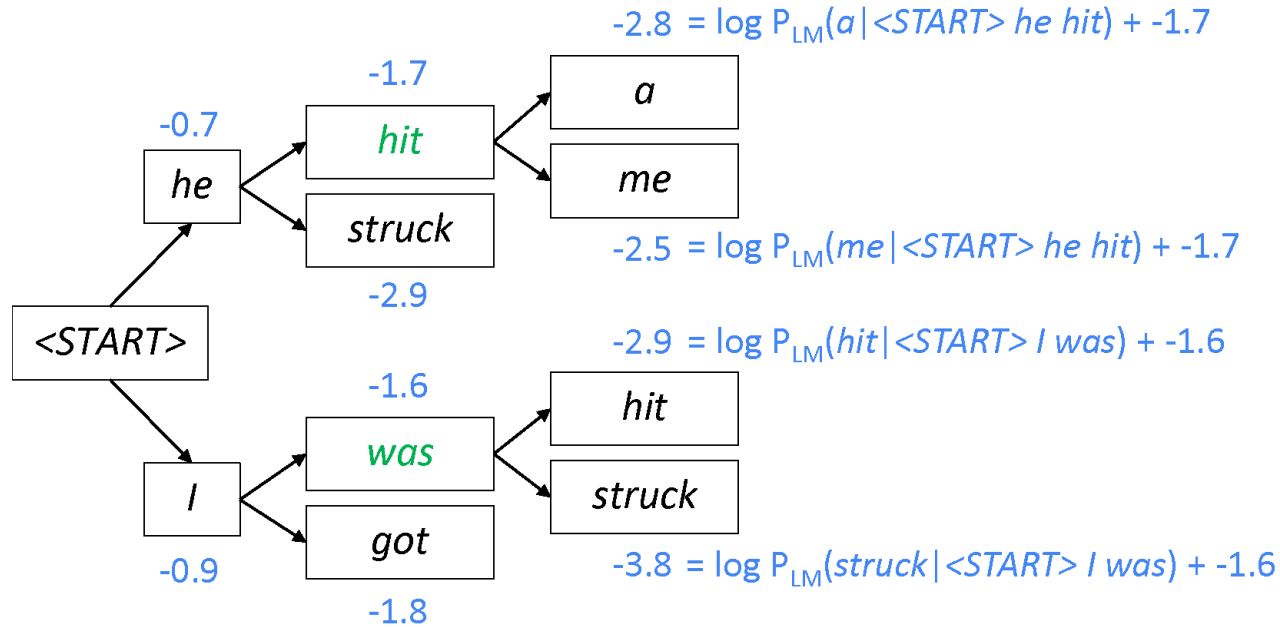 -2.8 = log P_LM(a|<START> he hit) + -1.7
-1.7
a
-0.7
hit
he
me
struck
-2.5 = log P_LM(me|<START> he hit) + -1.7
-2.9
<START>
-2.9 = log P_LM(hit|<START> I was) + -1.6
-1.6
hit
was
I
struck
got
-0.9
-3.8 = log P_LM(struck|<START> I was) + -1.6
-1.8